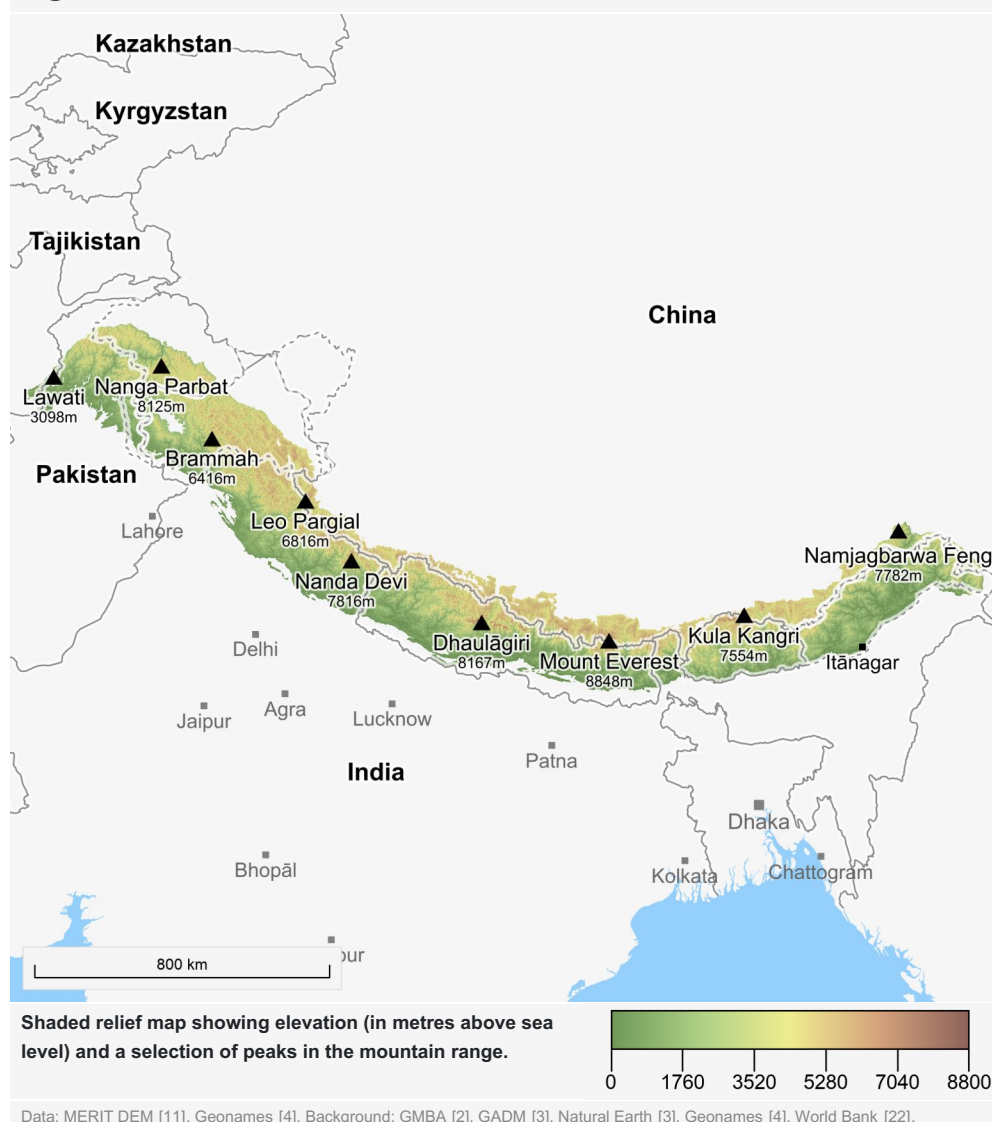 Kazakhstan
Kyrgyzstan
Tajikistan
China
Lawati
3098m
Nanga Parbat
8125m
Brammah
6416m
Pakistan
Lahore
Leo Pargial
6816m
Namjagbarwa Feng
7782m
Nanda Devi
7816m
Dhaulāgiri
8167m
Mount Everest
8848m
Kula Kangri
7554m
Itānagar
Delhi
Jaipur
Agra
Lucknow
Patna
India
Dhaka
Bhopāl
Kolkata
Chattogram
pur
800 km
Shaded relief map showing elevation (in metres above sea
level) and a selection of peaks in the mountain range.
0 1760 3520 5280 7040 8800
Data: MERIT DEM [11], Geonames [4], Background: GMBA [2], GADM [3], Natural Earth [3], Geonames [4], World Bank [22],